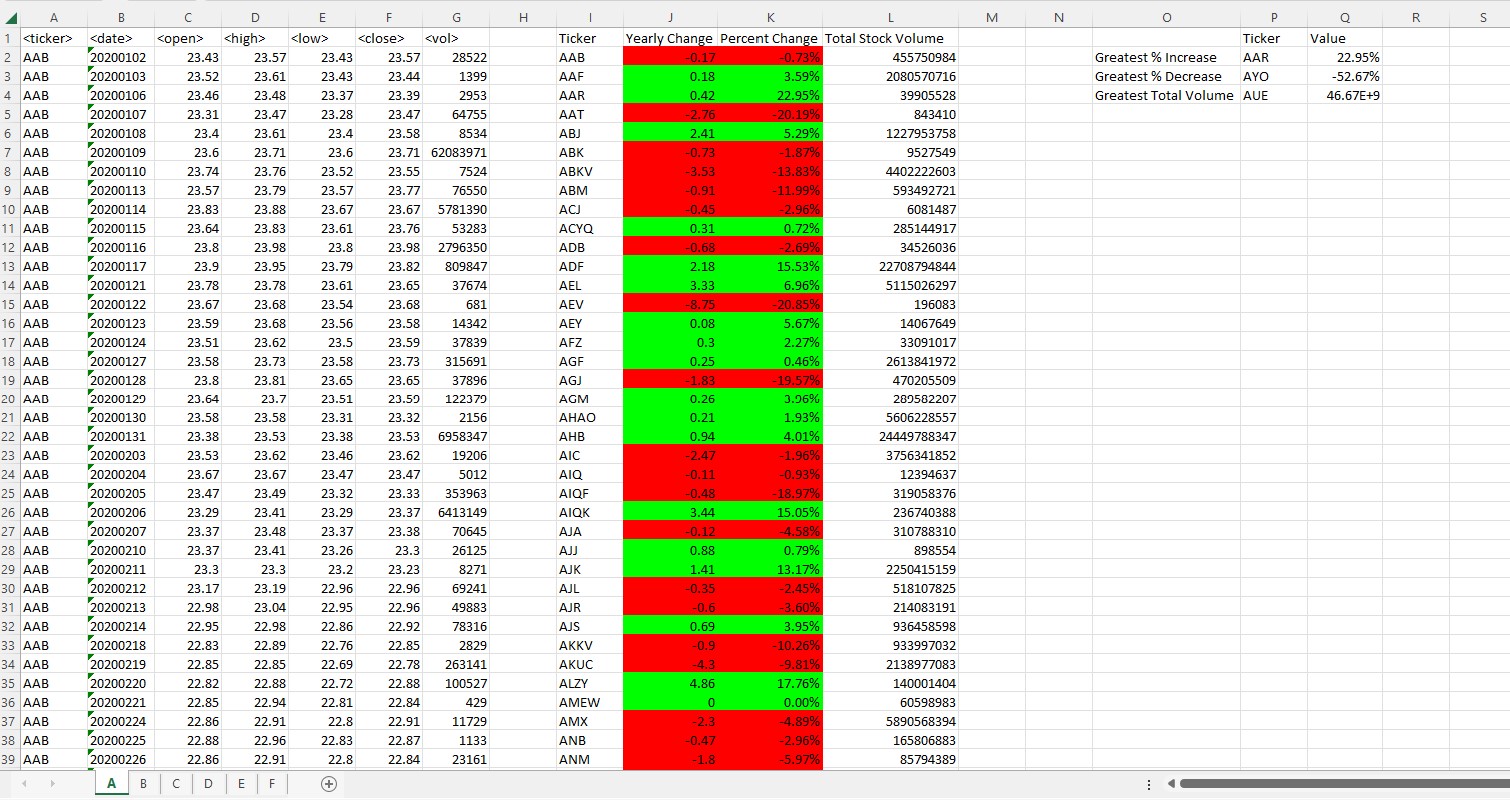 A B C D E F G H I J K L M N O P Q R S
1 <ticker> <date> <open> <high> <low> <close> <vol> Ticker Yearly Change Percent Change Total Stock Volume Ticker Value
2 AAB 20200102 23.43 23.57 23.43 23.57 28522 AAB -0.17 -0.73% 455750984 Greatest % Increase AAR 22.95%
3 AAB 20200103 23.52 23.61 23.43 23.44 1399 AAF 0.18 3.59% 2080570716 Greatest % Decrease AYO -52.67%
4 AAB 20200106 23.46 23.48 23.37 23.39 2953 AAR 0.42 22.95% 39905528 Greatest Total Volume AUE 46.67E+9
5 AAB 20200107 23.31 23.47 23.28 23.47 64755 AAT -2.76 -20.19% 843410
6 AAB 20200108 23.4 23.61 23.4 23.58 8534 ABJ 2.41 5.29% 1227953758
7 AAB 20200109 23.6 23.71 23.6 23.71 62083971 ABK -0.73 -1.87% 9527549
8 AAB 20200110 23.74 23.76 23.52 23.55 7524 ABKV -3.53 -13.83% 4402222603
9 AAB 20200113 23.57 23.79 23.57 23.77 76550 ABM -0.91 -11.99% 593492721
10 AAB 20200114 23.83 23.88 23.67 23.67 5781390 ACJ -0.45 -2.96% 6081487
11 AAB 20200115 23.64 23.83 23.61 23.76 53283 ACYQ 0.31 0.72% 285144917
12 AAB 20200116 23.8 23.98 23.8 23.98 2796350 ADB -0.68 -2.69% 34526036
13 AAB 20200117 23.9 23.95 23.79 23.82 809847 ADF 2.18 15.53% 22708794844
14 AAB 20200121 23.78 23.78 23.61 23.65 37674 AEL 3.33 6.96% 5115026297
15 AAB 20200122 23.67 23.68 23.54 23.68 681 AEV -8.75 -20.85% 196083
16 AAB 20200123 23.59 23.68 23.56 23.58 14342 AEY 0.08 5.67% 14067649
17 AAB 20200124 23.51 23.62 23.5 23.59 37839 AFZ 0.3 2.27% 33091017
18 AAB 20200127 23.58 23.73 23.58 23.73 315691 AGF 0.25 0.46% 2613841972
19 AAB 20200128 23.8 23.81 23.65 23.65 37896 AGJ -1.83 -19.57% 470205509
20 AAB 20200129 23.64 23.7 23.51 23.59 122379 AGM 0.26 3.96% 289582207
21 AAB 20200130 23.58 23.58 23.31 23.32 2156 AHAO 0.21 1.93% 5606228557
22 AAB 20200131 23.38 23.53 23.38 23.53 6958347 AHB 0.94 4.01% 24449788347
23 AAB 20200203 23.53 23.62 23.46 23.62 19206 AIC -2.47 -1.96% 3756341852
24 AAB 20200204 23.67 23.67 23.47 23.47 5012 AIQ -0.11 -0.93% 12394637
25 AAB 20200205 23.47 23.49 23.32 23.33 353963 AIQF -0.48 -18.97% 319058376
26 AAB 20200206 23.29 23.41 23.29 23.37 6413149 AIQK 3.44 15.05% 236740388
27 AAB 20200207 23.37 23.48 23.37 23.38 70645 AJA -0.12 -4.58% 310788310
28 AAB 20200210 23.37 23.41 23.26 23.3 26125 AJJ 0.88 0.79% 898554
29 AAB 20200211 23.3 23.3 23.2 23.23 8271 AJK 1.41 13.17% 2250415159
30 AAB 20200212 23.17 23.19 22.96 22.96 69241 AJL -0.35 -2.45% 518107825
31 AAB 20200213 22.98 23.04 22.95 22.96 49883 AJR -0.6 -3.60% 214083191
32 AAB 20200214 22.95 22.98 22.86 22.92 78316 AJS 0.69 3.95% 936458598
33 AAB 20200218 22.83 22.89 22.76 22.85 2829 AKKV -0.9 -10.26% 933997032
34 AAB 20200219 22.85 22.85 22.69 22.78 263141 AKUC -4.3 -9.81% 2138977083
35 AAB 20200220 22.82 22.88 22.72 22.88 100527 ALZY 4.86 17.76% 140001404
36 AAB 20200221 22.85 22.94 22.81 22.84 429 AMEW 0 0.00% 60598983
37 AAB 20200224 22.86 22.91 22.8 22.91 11729 AMX -2.3 -4.89% 5890568394
38 AAB 20200225 22.88 22.96 22.83 22.87 1133 ANB -0.47 -2.96% 165806883
39 AAB 20200226 22.86 22.91 22.8 22.84 23161 ANM -1.8 -5.97% 85794389
A B C D E F